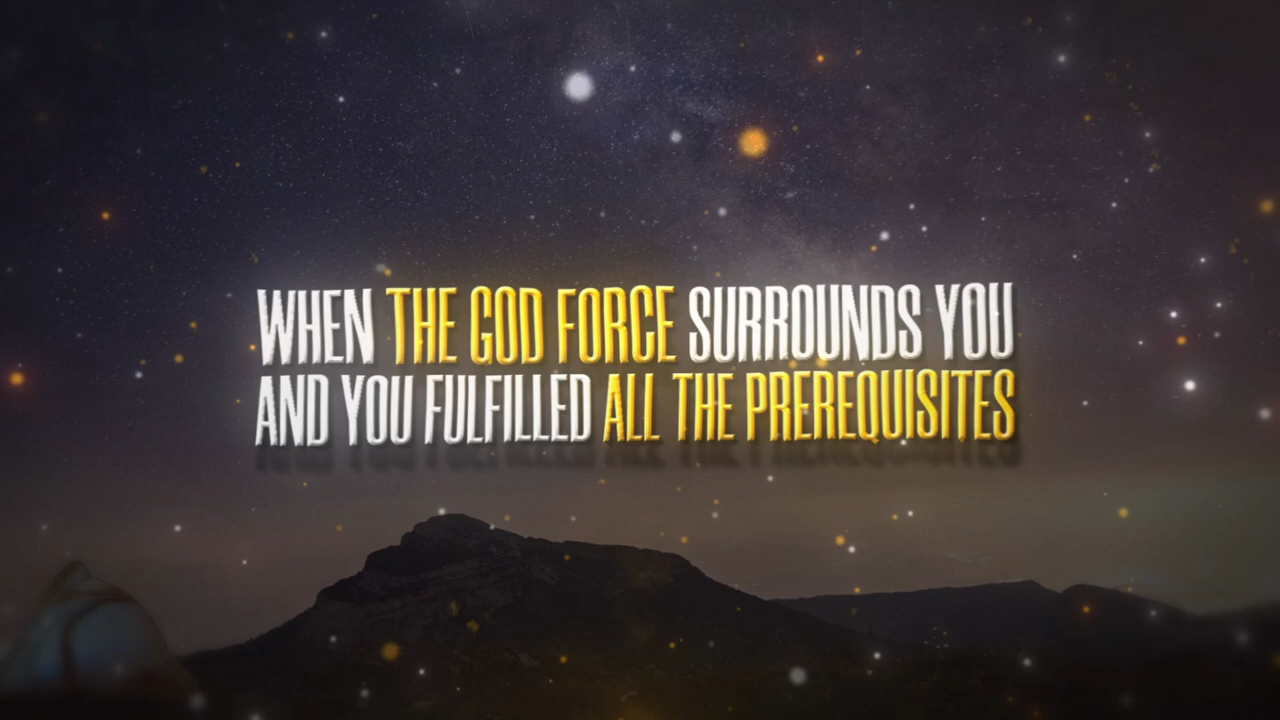 WHEN THE GOD FORCE SURROUNDS YOU
AND YOU FULFILLED ALL THE PREREQUISITES